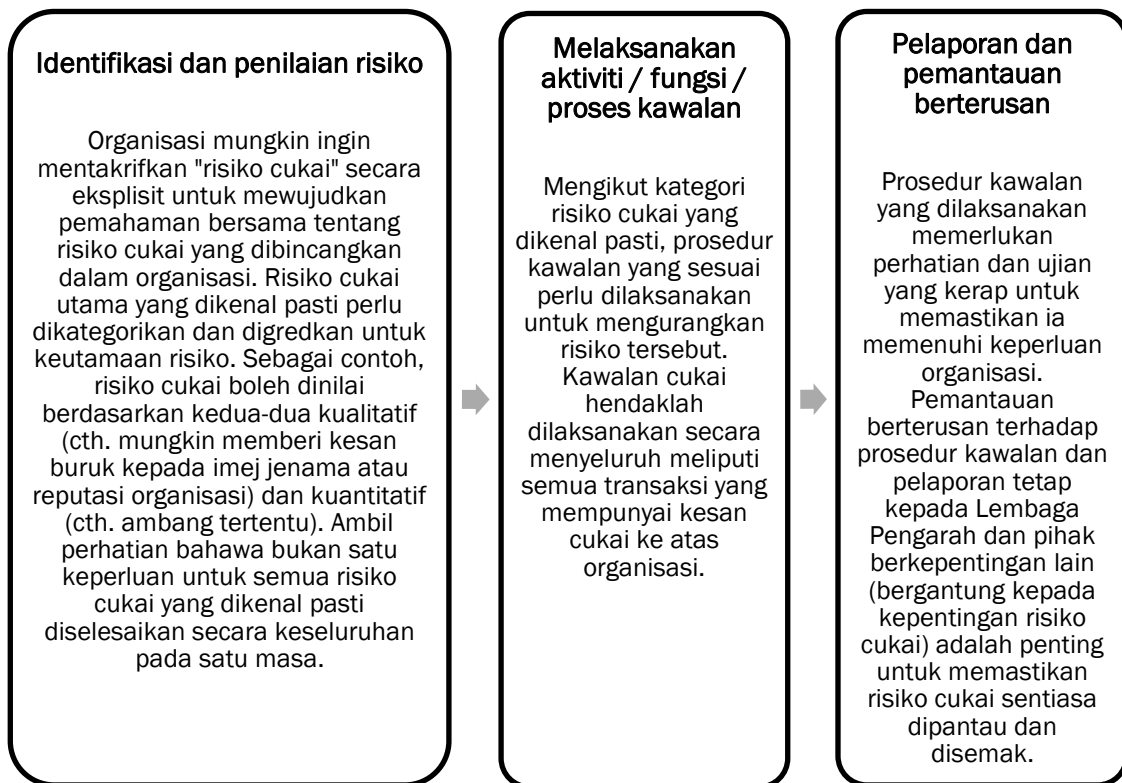 Identifikasi dan penilaian risiko
Organisasi mungkin ingin
mentakrifkan "risiko cukai" secara
eksplisit untuk mewujudkan
pemahaman bersama tentang
risiko cukai yang dibincangkan
dalam organisasi. Risiko cukai
utama yang dikenal pasti perlu
dikategorikan dan digredkan untuk
keutamaan risiko. Sebagai contoh,
risiko cukai boleh dinilai
berdasarkan kedua-dua kualitatif
(cth. mungkin memberi kesan
buruk kepada imej jenama atau
reputasi organisasi) dan kuantitatif
(cth. ambang tertentu). Ambil
perhatian bahawa bukan satu
keperluan untuk semua risiko
cukai yang dikenal pasti
diselesaikan secara keseluruhan
pada satu masa.
Melaksanakan
aktiviti / fungsi /
proses kawalan
Mengikut kategori
risiko cukai yang
dikenal pasti, prosedur
kawalan yang sesuai
perlu dilaksanakan
untuk mengurangkan
risiko tersebut.
Kawalan cukai
hendaklah
dilaksanakan secara
menyeluruh meliputi
semua transaksi yang
mempunyai kesan
cukai ke atas
organisasi.
Pelaporan dan
pemantauan
berterusan
Prosedur kawalan
yang dilaksanakan
memerlukan
perhatian dan ujian
yang kerap untuk
memastikan ia
memenuhi keperluan
organisasi.
Pemantauan
berterusan terhadap
prosedur kawalan dan
pelaporan tetap
kepada Lembaga
Pengarah dan pihak
berkepentingan lain
(bergantung kepada
kepentingan risiko
cukai) adalah penting
untuk memastikan
risiko cukai sentiasa
dipantau dan
disemak.